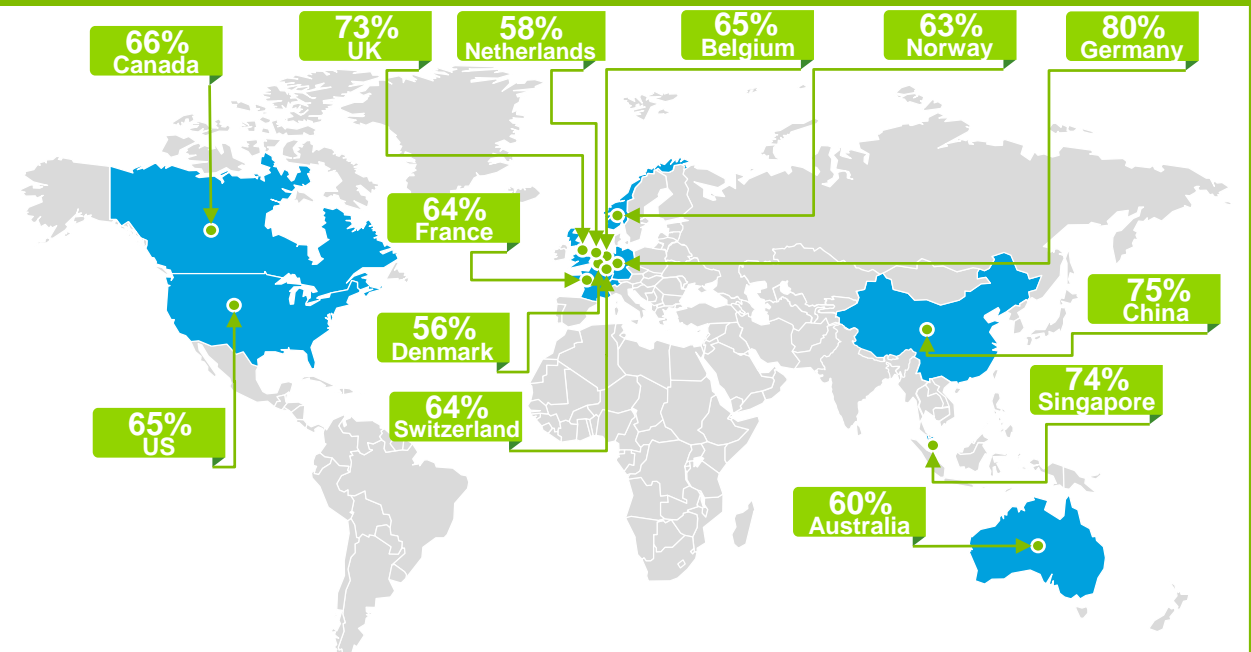 66%
Canada
73%
UK
58%
Netherlands
65%
Belgium
63%
Norway
80%
Germany
64%
France
75%
China
56%
Denmark
74%
Singapore
64%
Switzerland
65%
US
60%
Australia